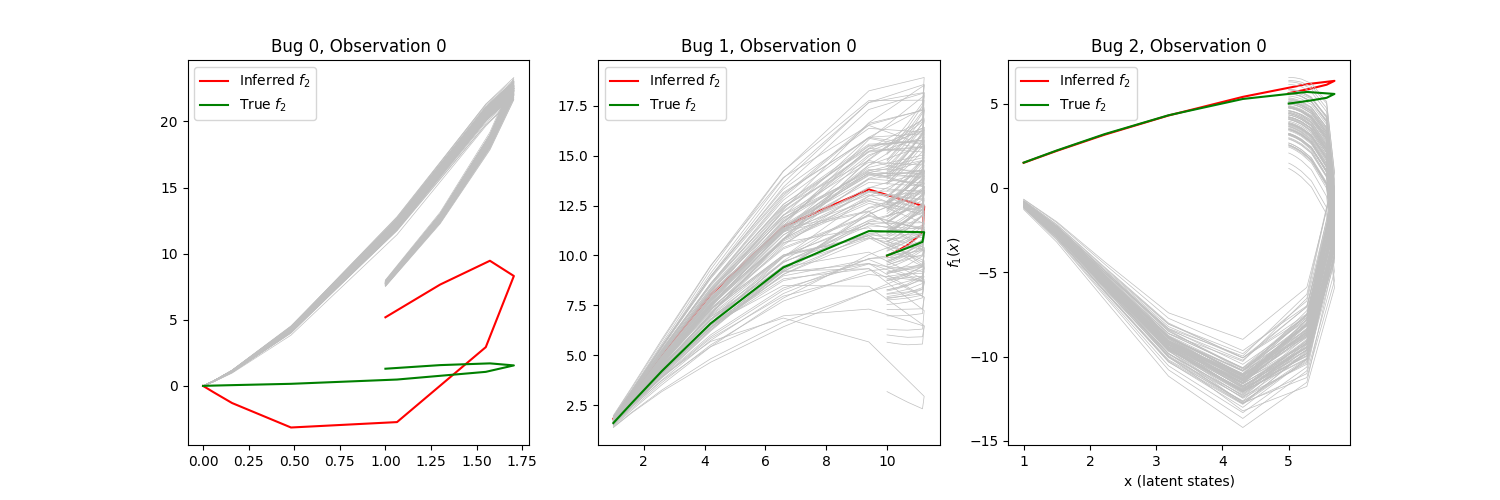 Bug 0, Observation 0
Inferred f₂
True f₂
20
15
10
5
0
0.00 0.25 0.50 0.75 1.00 1.25 1.50 1.75
Bug 1, Observation 0
Inferred f₂
True f₂
17.5
15.0
12.5
10.0
7.5
5.0
2.5
2 4 6 8 10
Bug 2, Observation 0
Inferred f₂
True f₂
f₁(x)
5
0
−5
−10
−15
1 2 3 4 5
x (latent states)